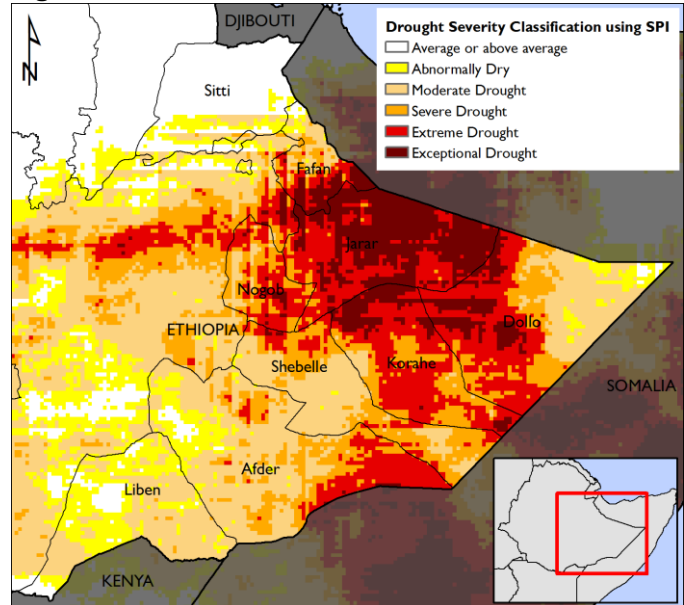 DJIBOUTI
Drought Severity Classification using SPI
Average or above average
Abnormally Dry
Moderate Drought
Severe Drought
Extreme Drought
Exceptional Drought
N
Sitti
Fafan
Jarar
Nogob
ETHIOPIA
Dollo
Shebelle
Korahe
SOMALIA
Afder
Liben
KENYA